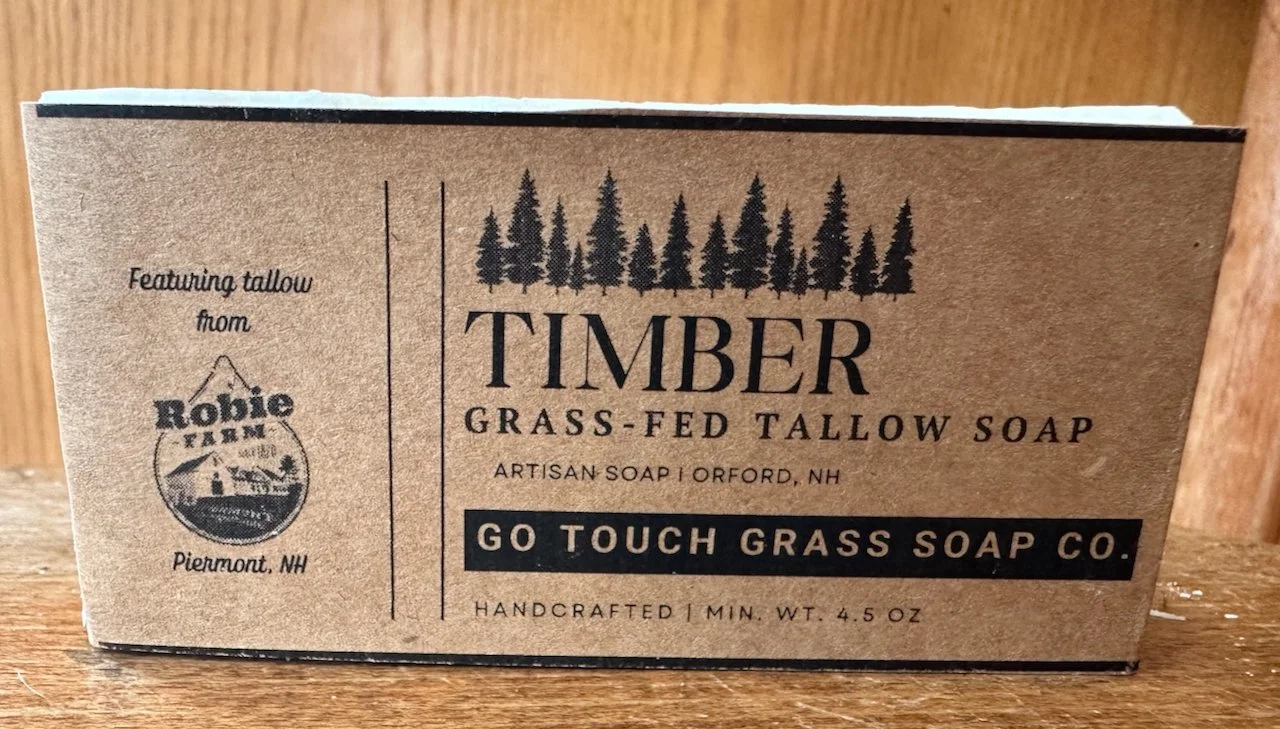 Featuring tallow
from
Robie
FARM
Piermont, NH
TIMBER
GRASS-FED TALLOW SOAP
ARTISAN SOAP | ORFORD, NH
GO TOUCH GRASS SOAP CO.
HANDCRAFTED | MIN. WT. 4.5 OZ